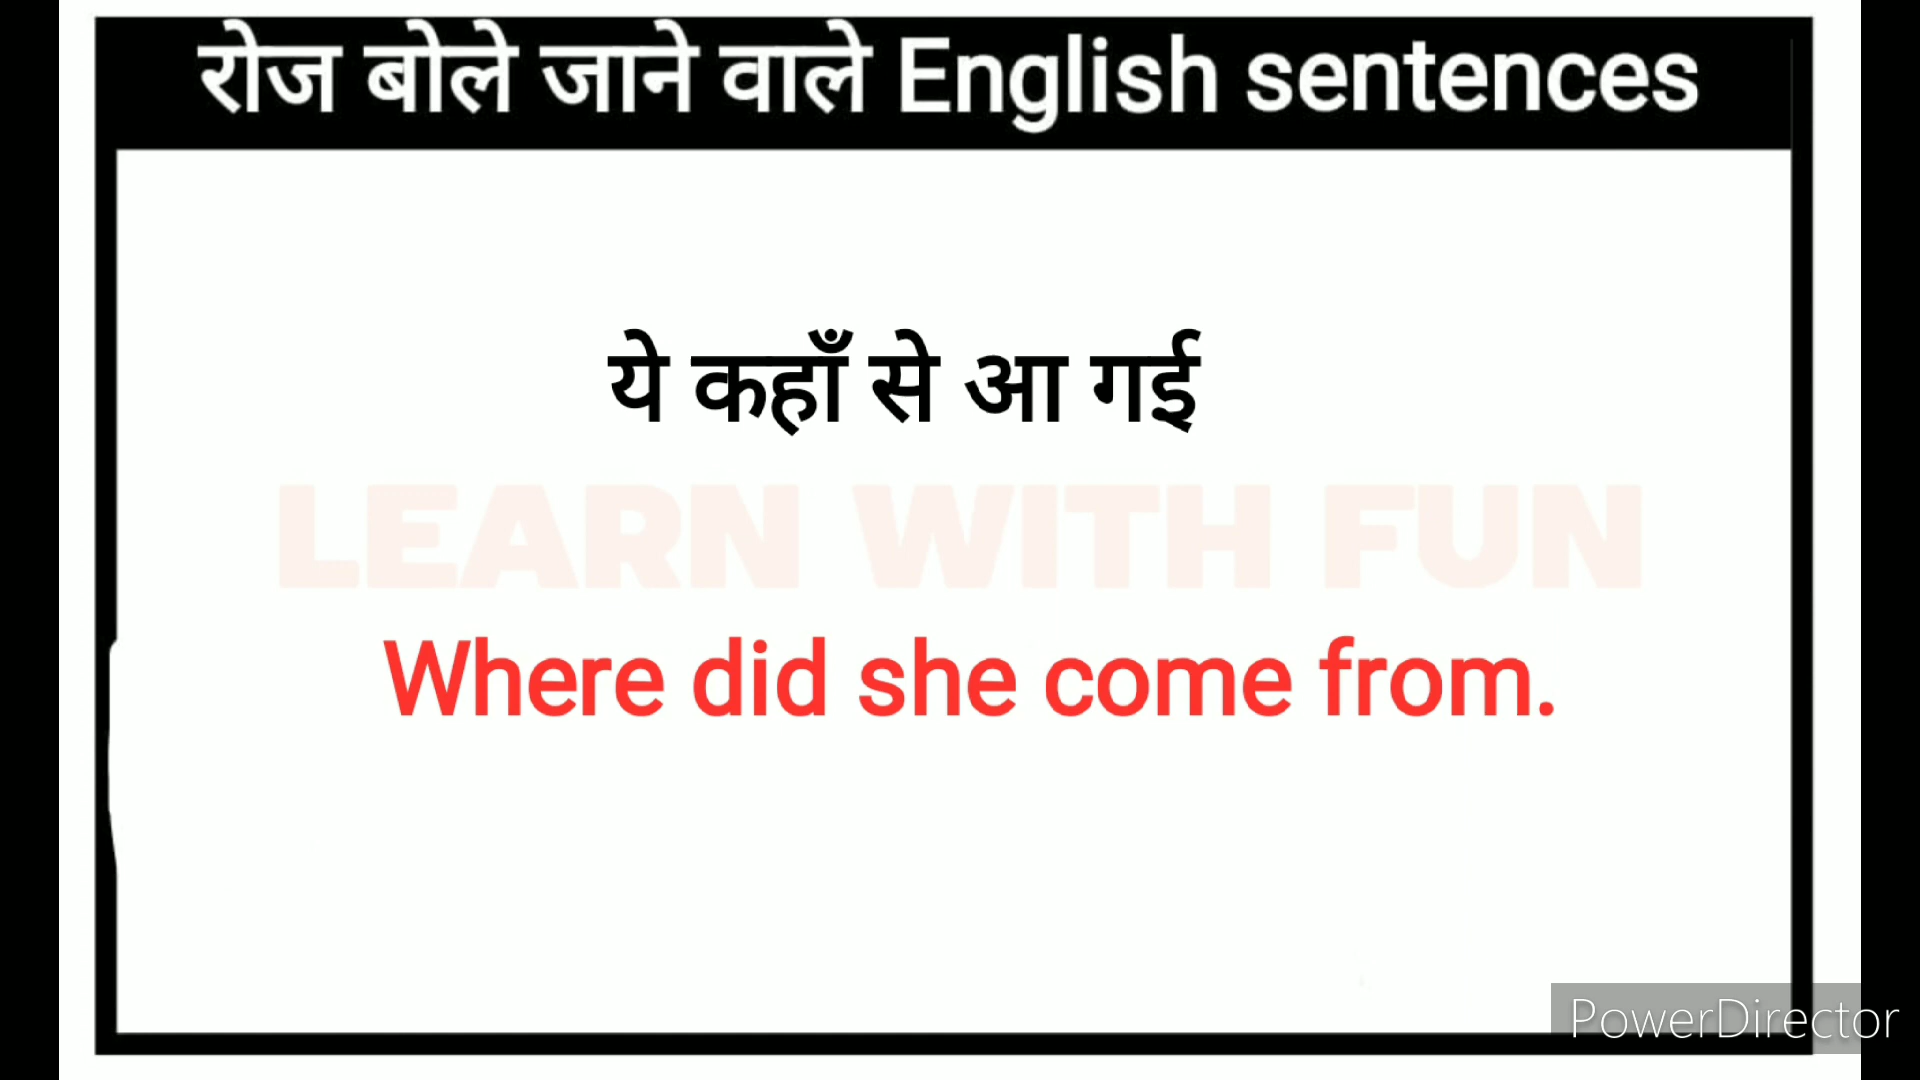 रोज बोले जाने वाले English sentences
ये कहाँ से आ गई
LEARN WITH FUN
Where did she come from.
PowerDirector